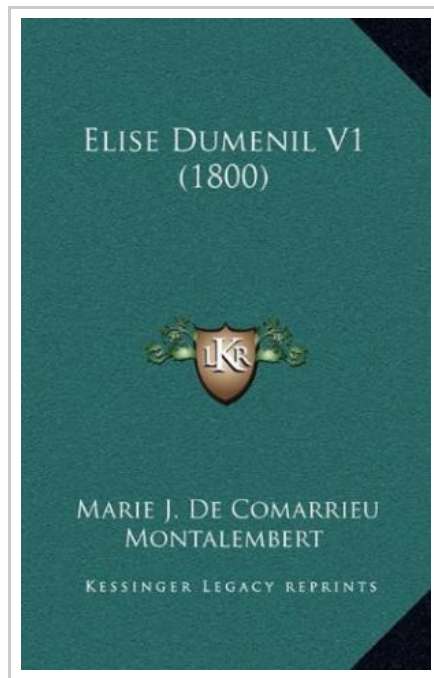 Elise Dumenil V1
(1800)
LKR
Marie J. De Comarrieu
Montalembert
Kessinger Legacy reprints